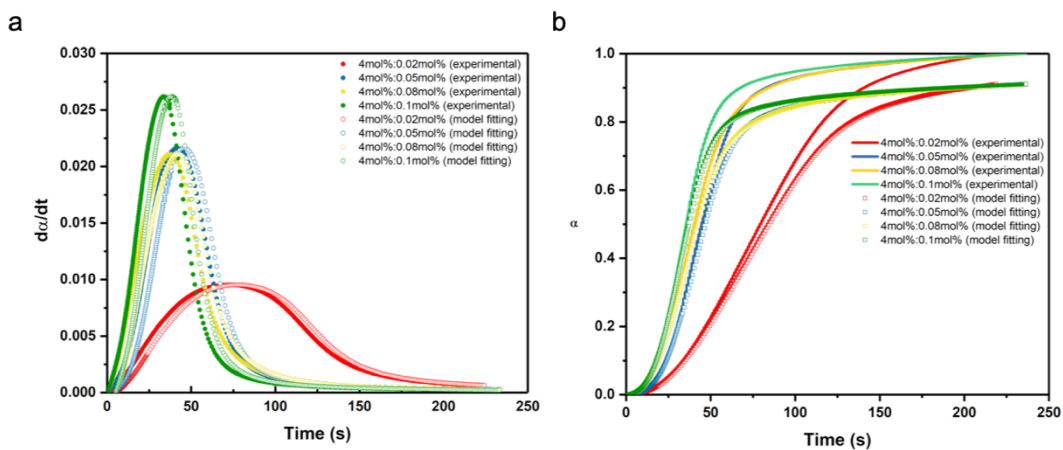 a
0.030
0.025
0.020
0.015
0.010
0.005
0.000
dα/dt
0 50 100 150 200 250
Time (s)
4mol%:0.02mol% (experimental)
4mol%:0.05mol% (experimental)
4mol%:0.08mol% (experimental)
4mol%:0.1mol% (experimental)
4mol%:0.02mol% (model fitting)
4mol%:0.05mol% (model fitting)
4mol%:0.08mol% (model fitting)
4mol%:0.1mol% (model fitting)
b
1.0
0.8
0.6
0.4
0.2
0.0
α
0 50 100 150 200 250
Time (s)
4mol%:0.02mol% (experimental)
4mol%:0.05mol% (experimental)
4mol%:0.08mol% (experimental)
4mol%:0.1mol% (experimental)
4mol%:0.02mol% (model fitting)
4mol%:0.05mol% (model fitting)
4mol%:0.08mol% (model fitting)
4mol%:0.1mol% (model fitting)